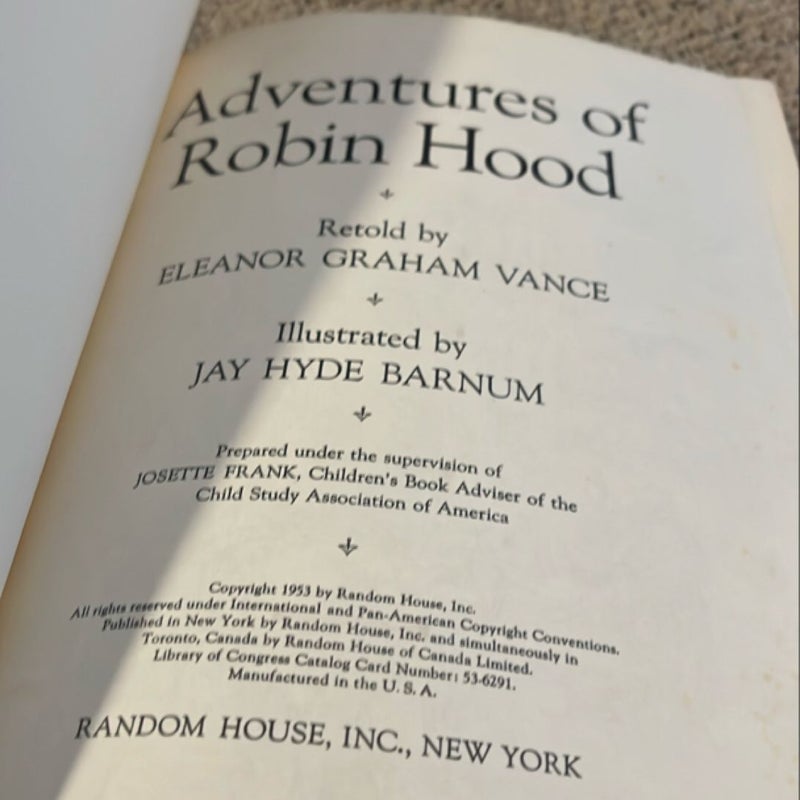 Adventures of
Robin Hood
Retold by
ELEANOR GRAHAM VANCE
Illustrated by
JAY HYDE BARNUM
Prepared under the supervision of
JOSETTE FRANK, Children's Book Adviser of the
Child Study Association of America
Copyright 1953 by Random House, Inc.
All rights reserved under International and Pan-American Copyright Conventions.
Published in New York by Random House, Inc. and simultaneously in
Toronto, Canada by Random House of Canada Limited.
Library of Congress Catalog Card Number: 53-6291.
Manufactured in the U. S. A.
RANDOM HOUSE, INC., NEW YORK